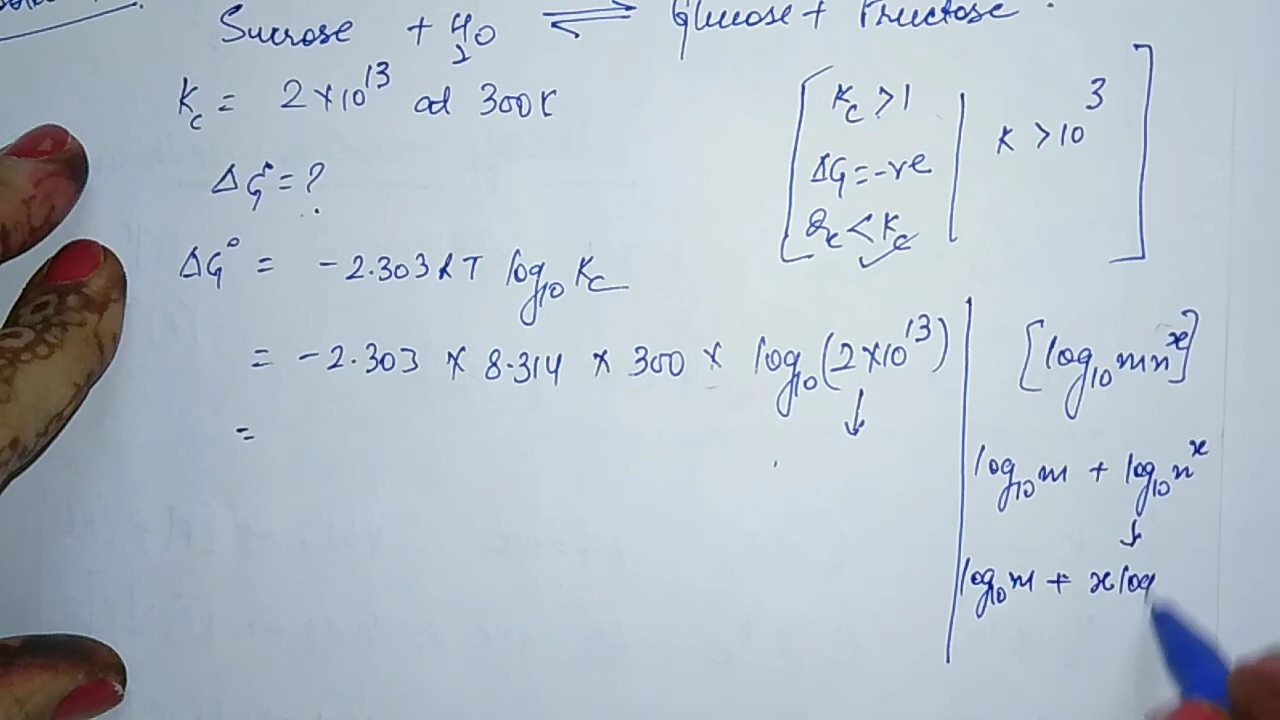 Sucrose + H2O ⇌ Glucose + Fructose .
Kc = 2×10^13 at 300K
ΔG° = ?
ΔG° = -2.303RT log10 Kc
= -2.303 × 8.314 × 300 × log10(2×10^13)
=
Kc > 1
ΔG = -ve
Qc < Kc
K > 10^3
[log10 mn^x]
log10 m + log10 n^x
↓
log10 m + x log